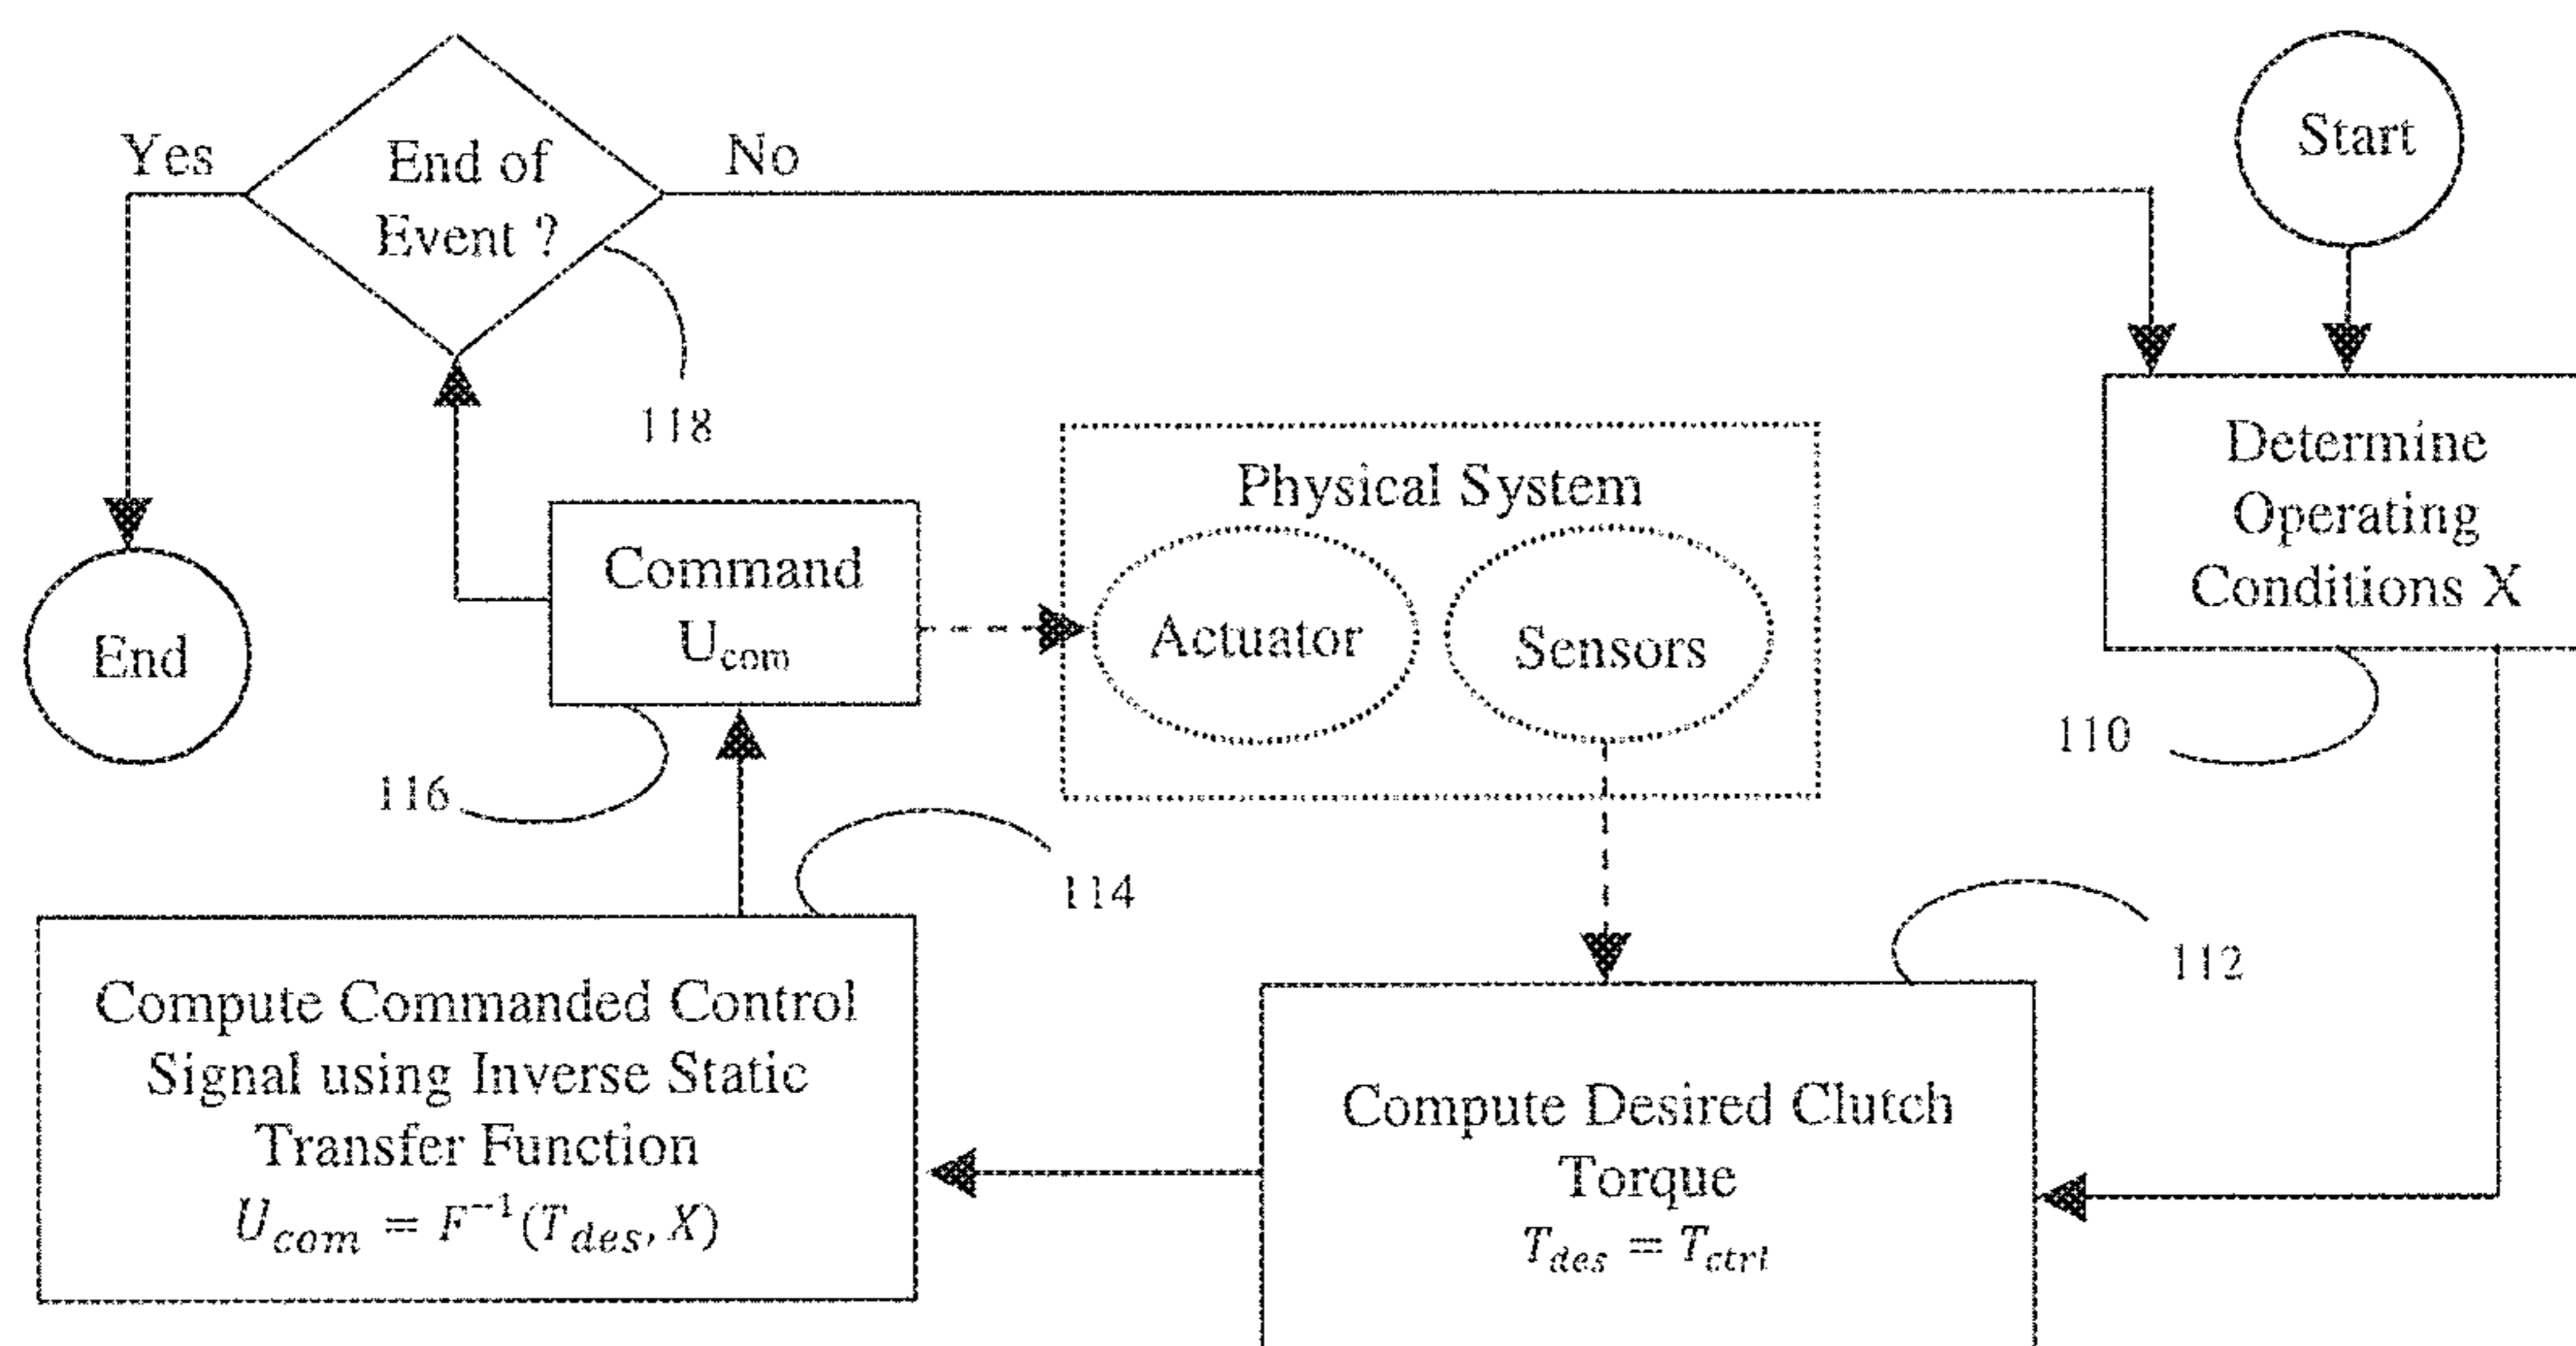 Yes
End of
Event ?
No
Start
118
End
Command
U_com
Physical System
Actuator
Sensors
Determine
Operating
Conditions X
110
116
114
112
Compute Commanded Control
Signal using Inverse Static
Transfer Function
U_com = F⁻¹(T_des, X)
Compute Desired Clutch
Torque
T_des = T_ctrl